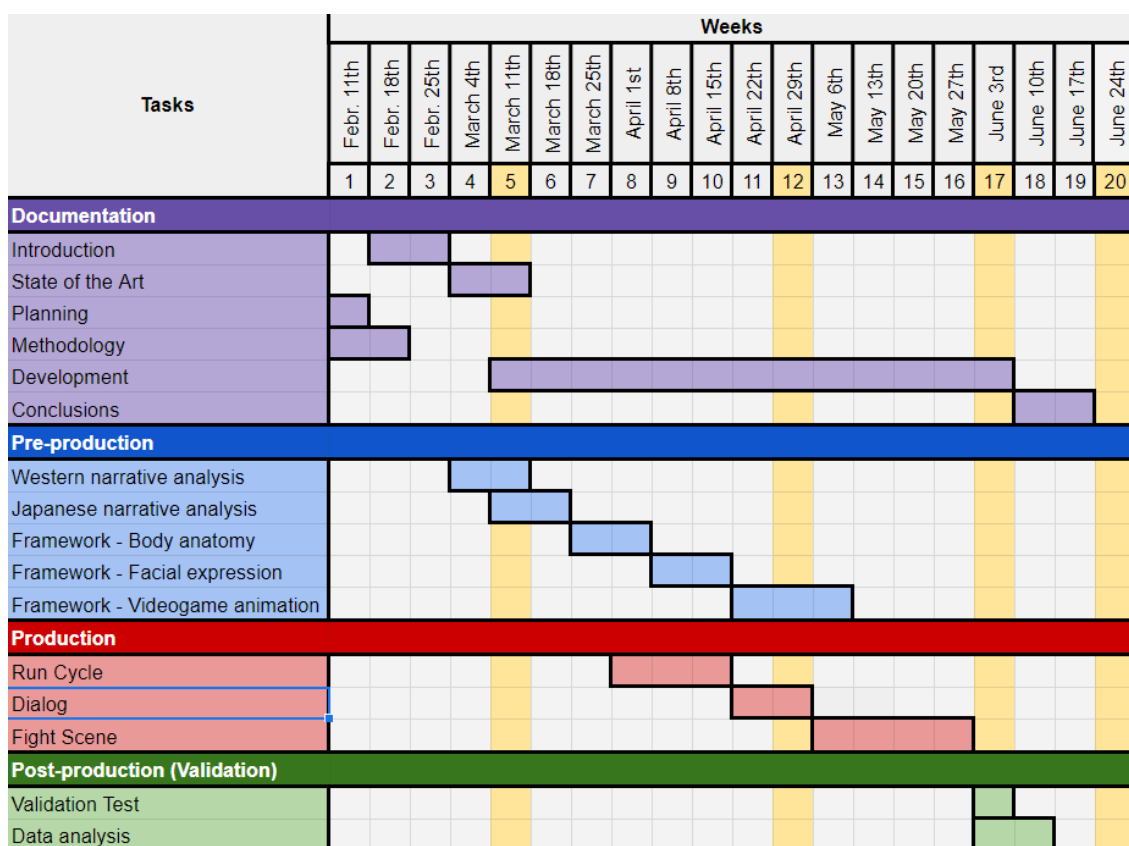 Weeks
Tasks
Febr. 11th
Febr. 18th
Febr. 25th
March 4th
March 11th
March 18th
March 25th
April 1st
April 8th
April 15th
April 22th
April 29th
May 6th
May 13th
May 20th
May 27th
June 3rd
June 10th
June 17th
June 24th
1 2 3 4 5 6 7 8 9 10 11 12 13 14 15 16 17 18 19 20
Documentation
Introduction
State of the Art
Planning
Methodology
Development
Conclusions
Pre-production
Western narrative analysis
Japanese narrative analysis
Framework - Body anatomy
Framework - Facial expression
Framework - Videogame animation
Production
Run Cycle
Dialog
Fight Scene
Post-production (Validation)
Validation Test
Data analysis